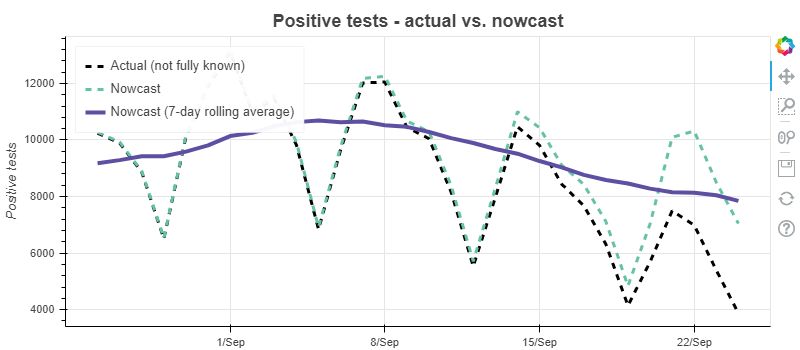 Positive tests - actual vs. nowcast
Actual (not fully known)
Nowcast
Nowcast (7-day rolling average)
12000
10000
8000
6000
4000
Positive tests
1/Sep
8/Sep
15/Sep
22/Sep